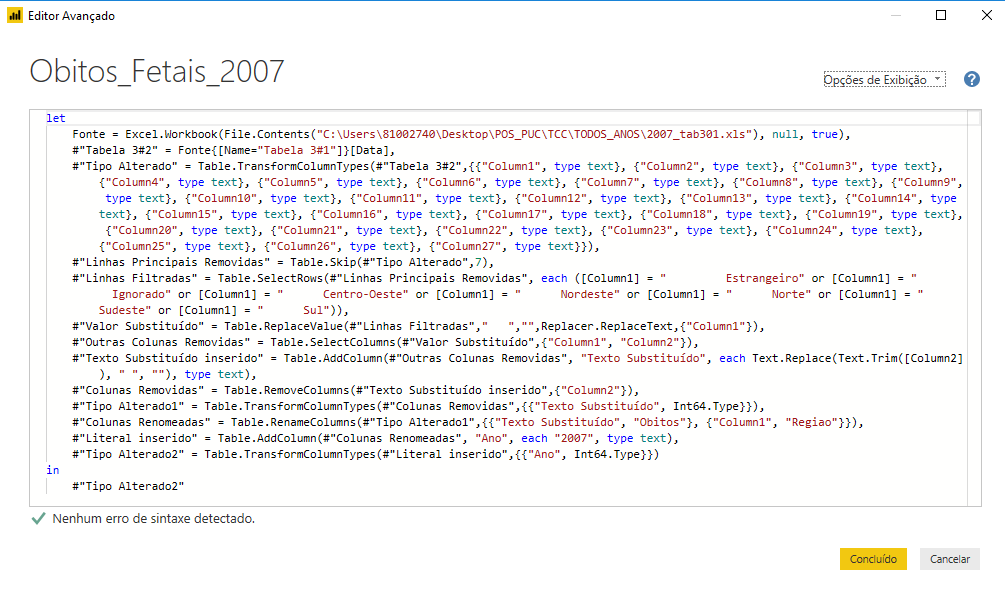 Editor Avançado
Obitos_Fetais_2007
Opções de Exibição
?
let
    Fonte = Excel.Workbook(File.Contents("C:\Users\81002740\Desktop\POS_PUC\TCC\TODOS_ANOS\2007_tab301.xls"), null, true),
    #"Tabela 3#2" = Fonte{[Name="Tabela 3#1"]}[Data],
    #"Tipo Alterado" = Table.TransformColumnTypes(#"Tabela 3#2",{{"Column1", type text}, {"Column2", type text}, {"Column3", type text},
        {"Column4", type text}, {"Column5", type text}, {"Column6", type text}, {"Column7", type text}, {"Column8", type text}, {"Column9",
        type text}, {"Column10", type text}, {"Column11", type text}, {"Column12", type text}, {"Column13", type text}, {"Column14", type
        text}, {"Column15", type text}, {"Column16", type text}, {"Column17", type text}, {"Column18", type text}, {"Column19", type text},
        {"Column20", type text}, {"Column21", type text}, {"Column22", type text}, {"Column23", type text}, {"Column24", type text},
        {"Column25", type text}, {"Column26", type text}, {"Column27", type text}}),
    #"Linhas Principais Removidas" = Table.Skip(#"Tipo Alterado",7),
    #"Linhas Filtradas" = Table.SelectRows(#"Linhas Principais Removidas", each ([Column1] = "      Estrangeiro" or [Column1] = "
        Ignorado" or [Column1] = "      Centro-Oeste" or [Column1] = "      Nordeste" or [Column1] = "      Norte" or [Column1] = "
        Sudeste" or [Column1] = "      Sul")),
    #"Valor Substituído" = Table.ReplaceValue(#"Linhas Filtradas","   ","",Replacer.ReplaceText,{"Column1"}),
    #"Outras Colunas Removidas" = Table.SelectColumns(#"Valor Substituído",{"Column1", "Column2"}),
    #"Texto Substituído inserido" = Table.AddColumn(#"Outras Colunas Removidas", "Texto Substituído", each Text.Replace(Text.Trim([Column2]
        ), " ", ""), type text),
    #"Colunas Removidas" = Table.RemoveColumns(#"Texto Substituído inserido",{"Column2"}),
    #"Tipo Alterado1" = Table.TransformColumnTypes(#"Colunas Removidas",{{"Texto Substituído", Int64.Type}}),
    #"Colunas Renomeadas" = Table.RenameColumns(#"Tipo Alterado1",{{"Texto Substituído", "Obitos"}, {"Column1", "Regiao"}}),
    #"Literal inserido" = Table.AddColumn(#"Colunas Renomeadas", "Ano", each "2007", type text),
    #"Tipo Alterado2" = Table.TransformColumnTypes(#"Literal inserido",{{"Ano", Int64.Type}})
in
    #"Tipo Alterado2"
Nenhum erro de sintaxe detectado.
Concluído
Cancelar